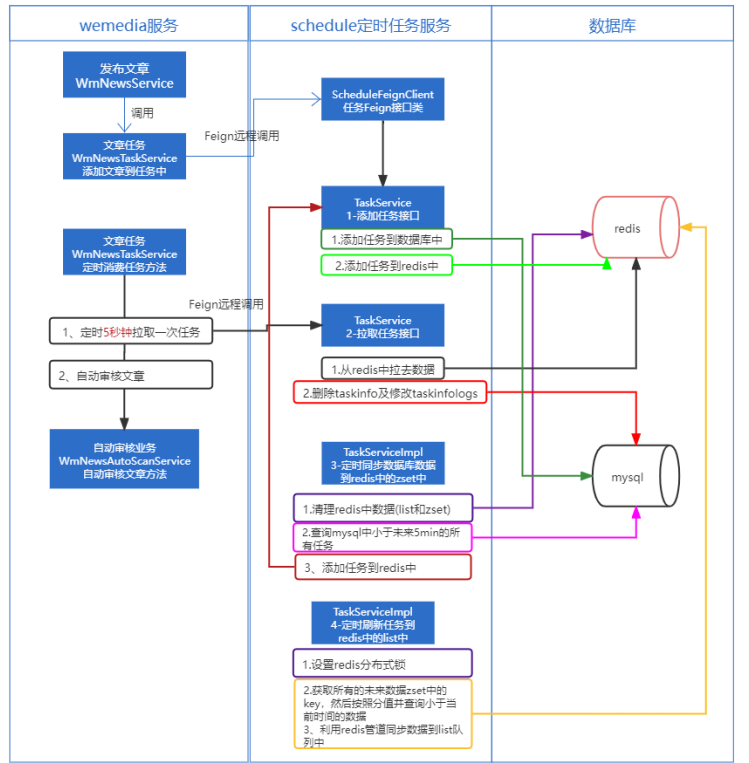 wemedia服务
schedule定时任务服务
数据库
发布文章
WmNewsService
调用
文章任务
WmNewsTaskService
添加文章到任务中
Feign远程调用
ScheduleFeignClient
任务Feign接口类
TaskService
1-添加任务接口
1.添加任务到数据库中
2.添加任务到redis中
redis
文章任务
WmNewsTaskService
定时消费任务方法
Feign远程调用
1、定时5秒钟拉取一次任务
2、自动审核文章
TaskService
2-拉取任务接口
1.从redis中拉去数据
2.删除taskinfo及修改taskinfologs
自动审核业务
WmNewsAutoScanService
自动审核文章方法
TaskServiceImpl
3-定时同步数据库数据
到redis中的zset中
mysql
1.清理redis中数据(list和zset)
2.查询mysql中小于未来5min的所
有任务
3、添加任务到redis中
TaskServiceImpl
4-定时刷新任务到
redis中的list中
1.设置redis分布式锁
2.获取所有的未来数据zset中的
key，然后按照分值并查询小于当
前时间的数据
3、利用redis管道同步数据到list队
列中